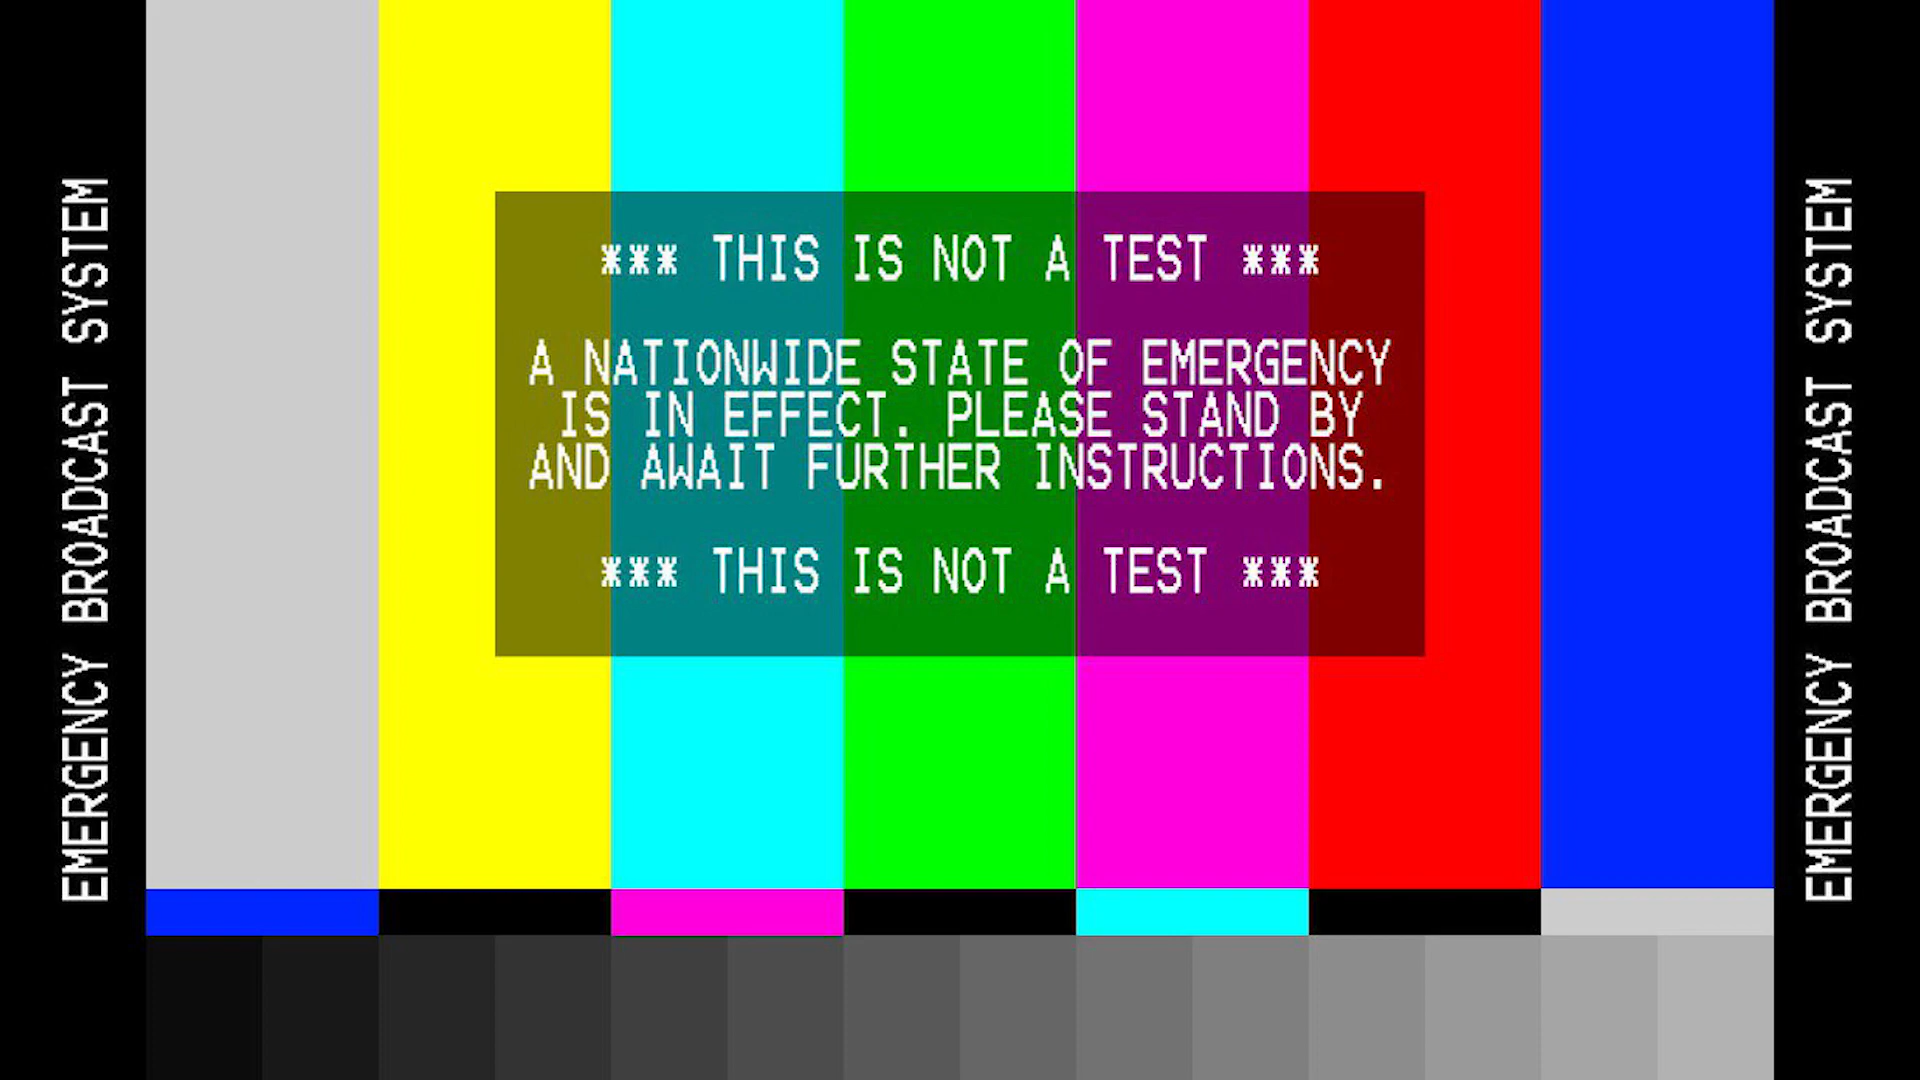 EMERGENCY BROADCAST SYSTEM
*** THIS IS NOT A TEST ***
A NATIONWIDE STATE OF EMERGENCY
IS IN EFFECT. PLEASE STAND BY
AND AWAIT FURTHER INSTRUCTIONS.
*** THIS IS NOT A TEST ***
EMERGENCY BROADCAST SYSTEM